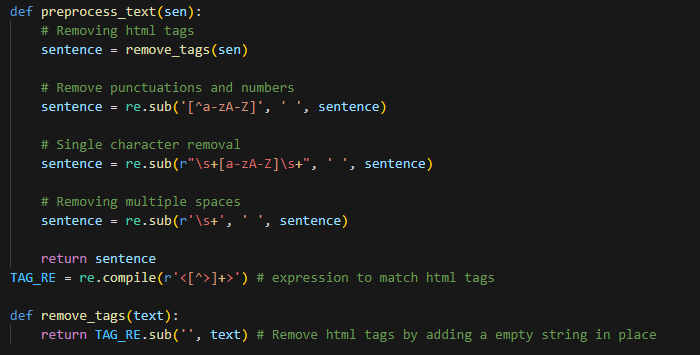 def preprocess_text(sen):
    # Removing html tags
    sentence = remove_tags(sen)

    # Remove punctuations and numbers
    sentence = re.sub('[^a-zA-Z]', ' ', sentence)

    # Single character removal
    sentence = re.sub(r"\s+[a-zA-Z]\s+", ' ', sentence)

    # Removing multiple spaces
    sentence = re.sub(r'\s+', ' ', sentence)

    return sentence
TAG_RE = re.compile(r'<[^>]+>') # expression to match html tags

def remove_tags(text):
    return TAG_RE.sub('', text) # Remove html tags by adding a empty string in place